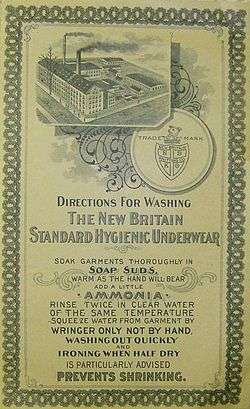 TRADE MARK
DIRECTIONS FOR WASHING
THE NEW BRITAIN
STANDARD HYGIENIC UNDERWEAR
SOAK GARMENTS THOROUGHLY IN
SOAP SUDS,
WARM AS THE HAND WILL BEAR
ADD A LITTLE
AMMONIA
RINSE TWICE IN CLEAR WATER
OF THE SAME TEMPERATURE
SQUEEZE WATER FROM GARMENT BY
WRINGER ONLY NOT BY HAND,
WASHING OUT QUICKLY
AND
IRONING WHEN HALF DRY
IS PARTICULARLY ADVISED
PREVENTS SHRINKING.